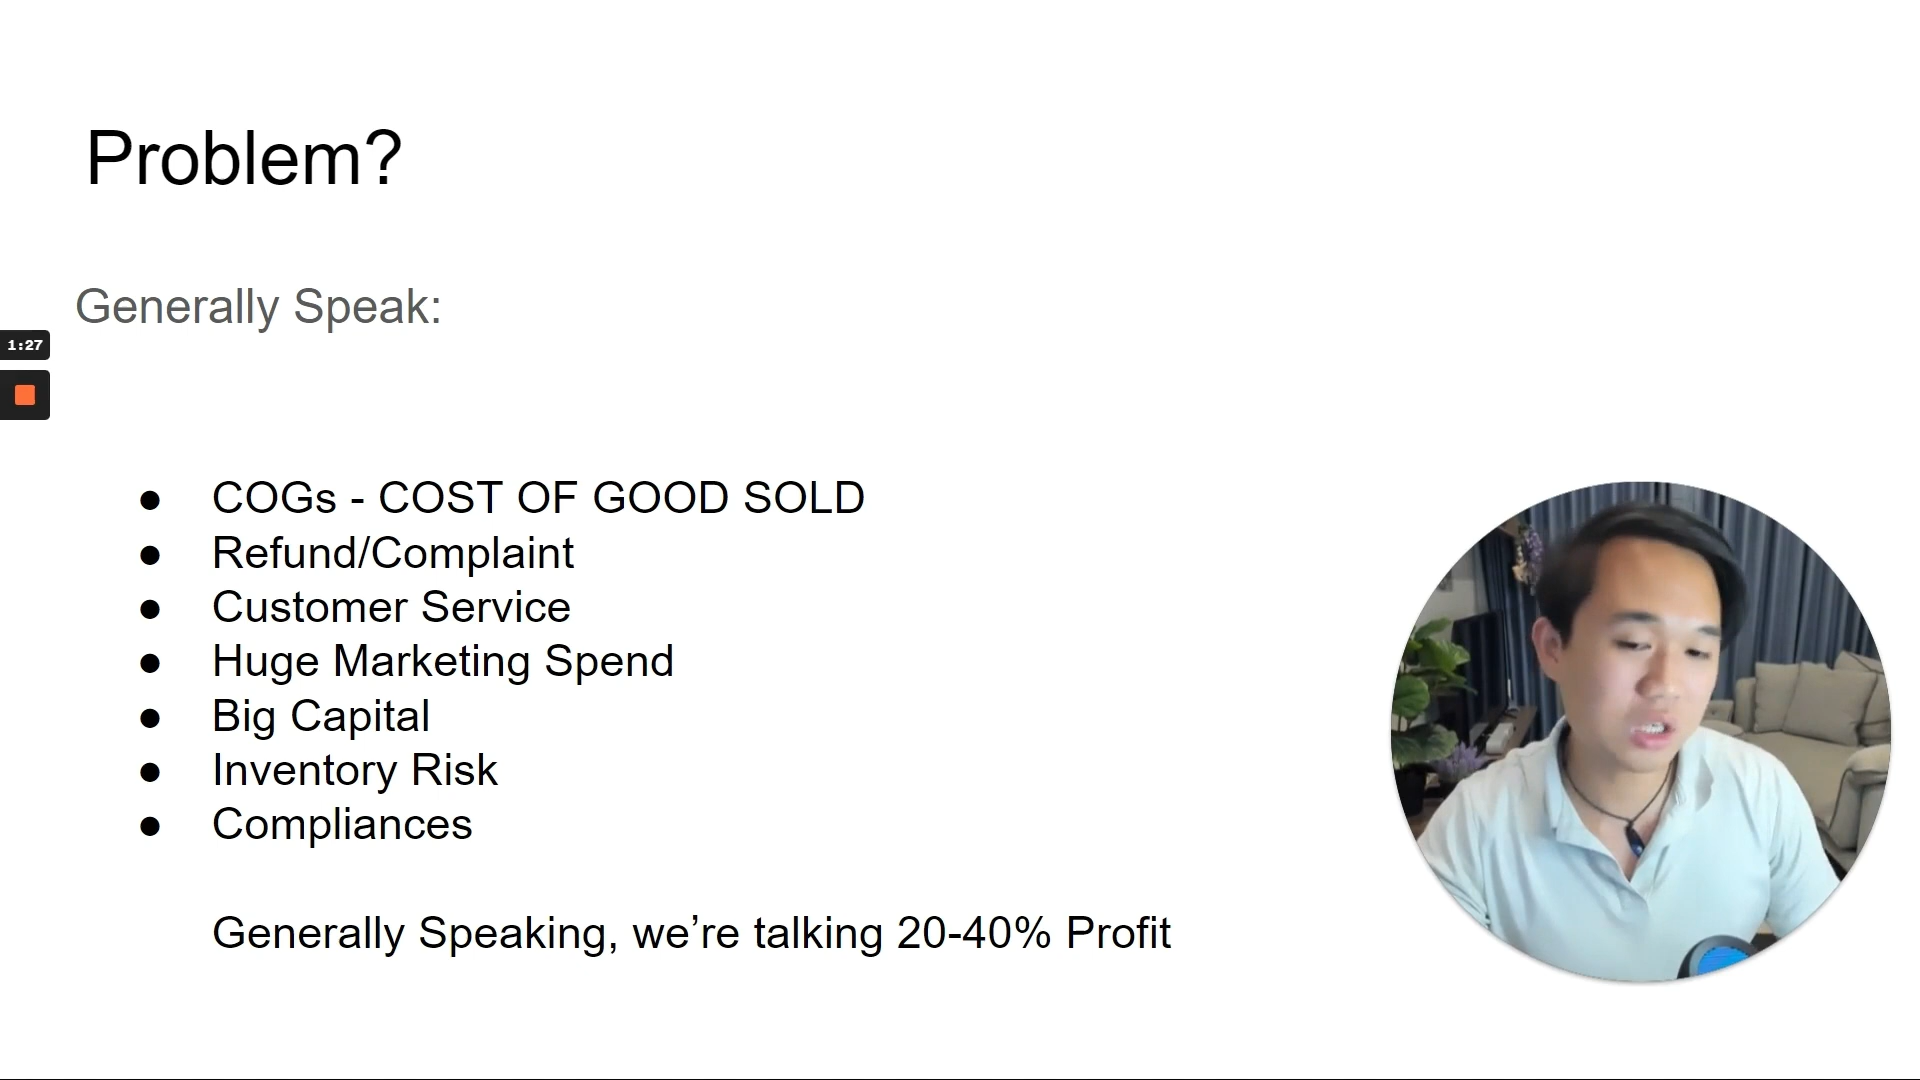 Problem?
Generally Speak:
1:27
● COGs - COST OF GOOD SOLD
● Refund/Complaint
● Customer Service
● Huge Marketing Spend
● Big Capital
● Inventory Risk
● Compliances
Generally Speaking, we’re talking 20-40% Profit